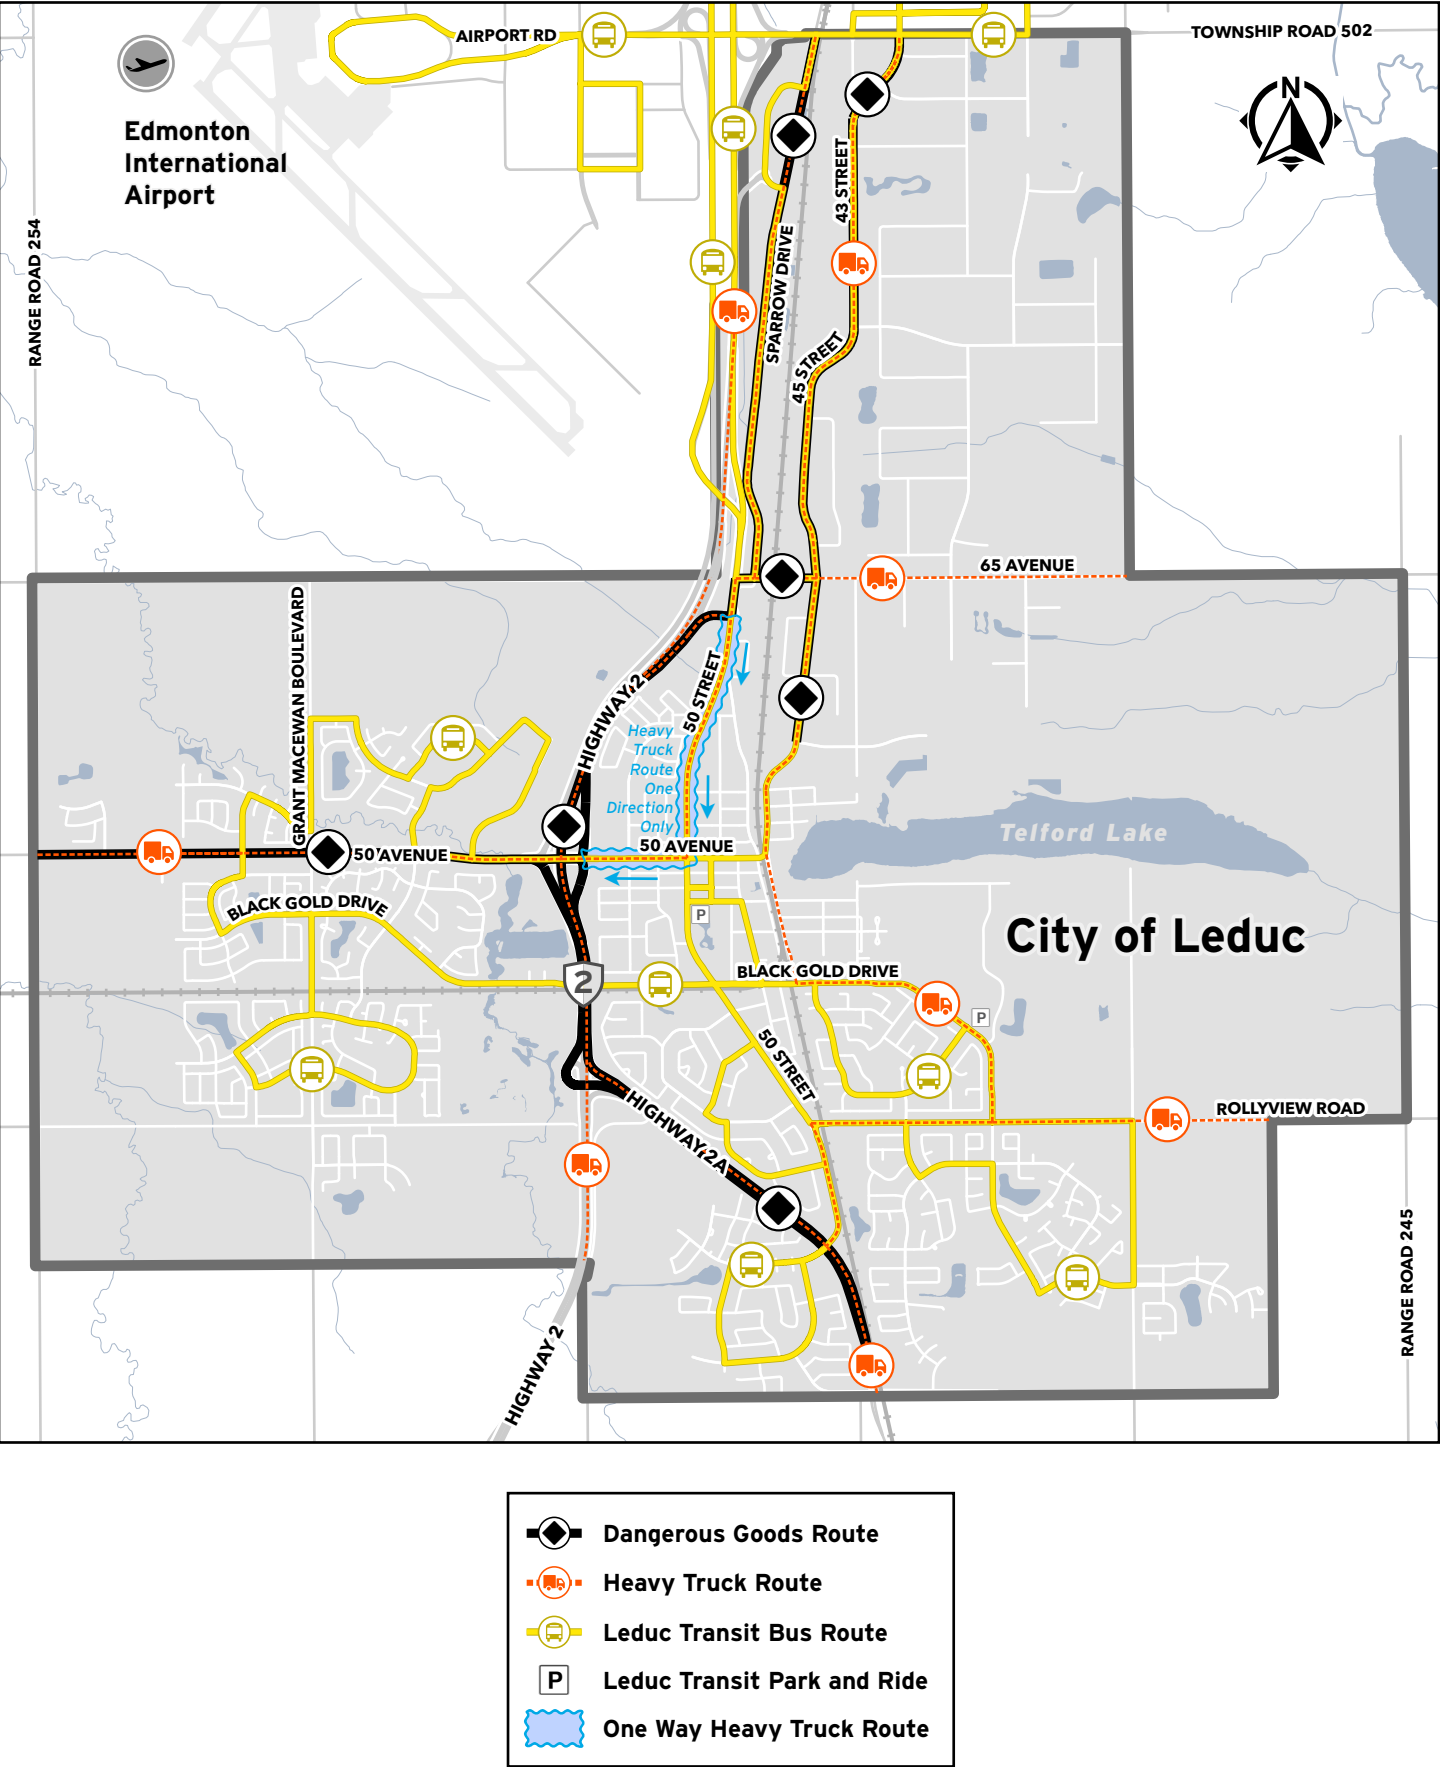 AIRPORT RD
TOWNSHIP ROAD 502
N
Edmonton
International
Airport
RANGE ROAD 254
43 STREET
SPARROW DRIVE
45 STREET
65 AVENUE
GRANT MACEWAN BOULEVARD
HIGHWAY 2
50 STREET
Heavy
Truck
Route
One
Direction
Only
50 AVENUE
50 AVENUE
Telford Lake
BLACK GOLD DRIVE
P
City of Leduc
BLACK GOLD DRIVE
2
P
50 STREET
HIGHWAY 2A
ROLLYVIEW ROAD
RANGE ROAD 245
HIGHWAY 2
Dangerous Goods Route
Heavy Truck Route
Leduc Transit Bus Route
P Leduc Transit Park and Ride
One Way Heavy Truck Route